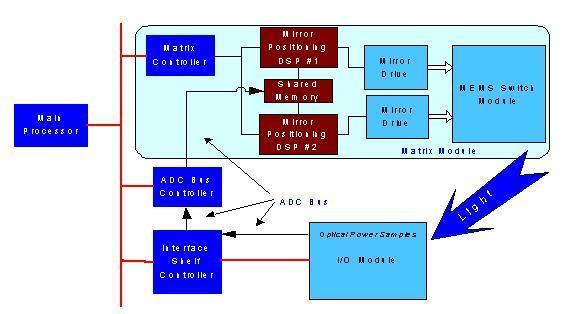 Mirror
Positioning
DSP #1
Matrix
Controller
Mirror
Drive
MEMS Switch
Module
Shared
Memory
Main
Processor
Mirror
Positioning
DSP #2
Mirror
Drive
Matrix Module
ADC Bus
Controller
ADC Bus
Light
Interface
Shelf
Controller
Optical Power Samples
I/O Module